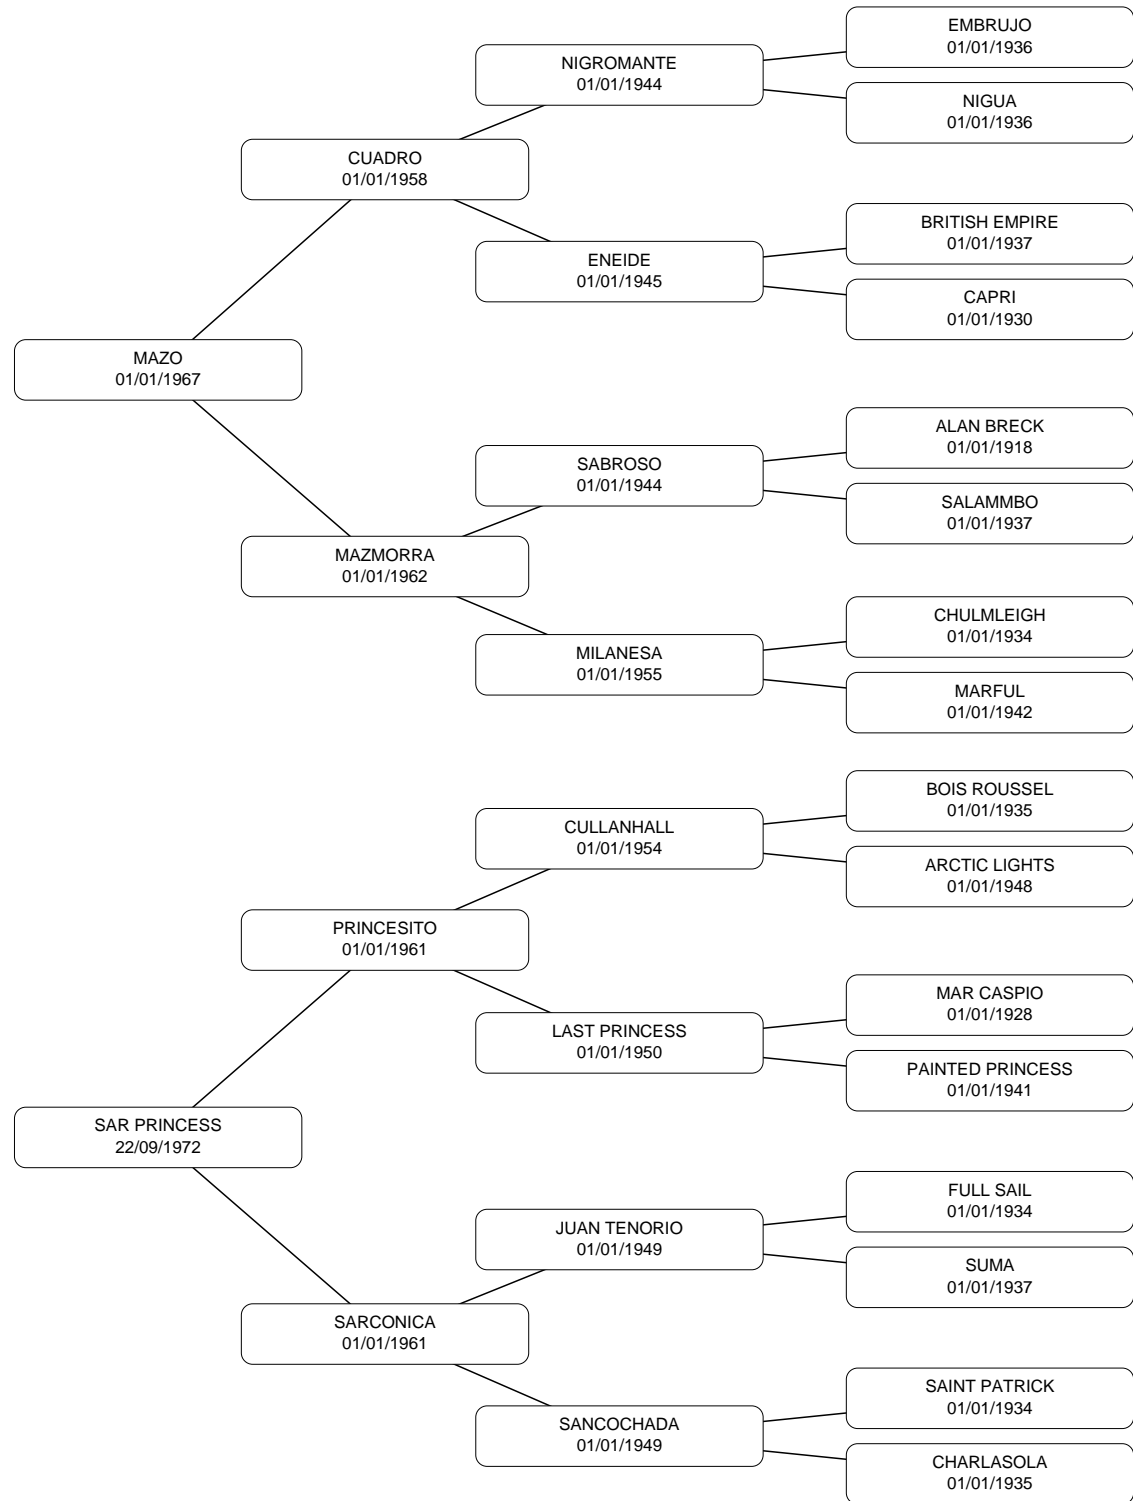 EMBRUJO
01/01/1936
NIGROMANTE
01/01/1944
NIGUA
01/01/1936
CUADRO
01/01/1958
BRITISH EMPIRE
01/01/1937
ENEIDE
01/01/1945
CAPRI
01/01/1930
MAZO
01/01/1967
ALAN BRECK
01/01/1918
SABROSO
01/01/1944
SALAMMBO
01/01/1937
MAZMORRA
01/01/1962
CHULMLEIGH
01/01/1934
MILANESA
01/01/1955
MARFUL
01/01/1942
BOIS ROUSSEL
01/01/1935
CULLANHALL
01/01/1954
ARCTIC LIGHTS
01/01/1948
PRINCESITO
01/01/1961
MAR CASPIO
01/01/1928
LAST PRINCESS
01/01/1950
PAINTED PRINCESS
01/01/1941
SAR PRINCESS
22/09/1972
FULL SAIL
01/01/1934
JUAN TENORIO
01/01/1949
SUMA
01/01/1937
SARCONICA
01/01/1961
SAINT PATRICK
01/01/1934
SANCOCHADA
01/01/1949
CHARLASOLA
01/01/1935